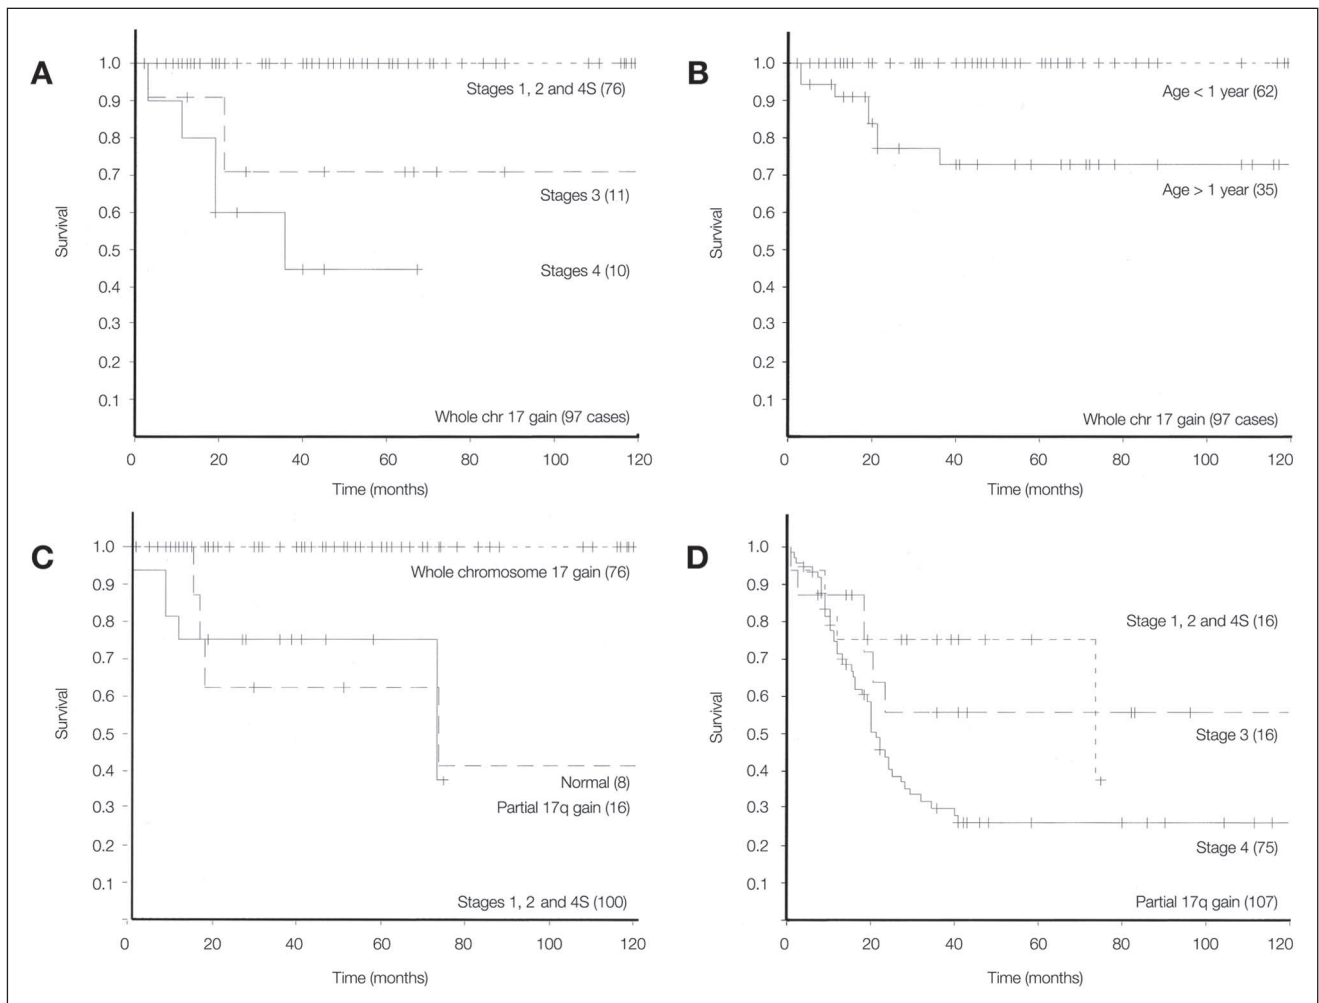 A
1.0
0.9
0.8
0.7
0.6
0.5
0.4
0.3
0.2
0.1
Survival
Stages 1, 2 and 4S (76)
Stages 3 (11)
Stages 4 (10)
Whole chr 17 gain (97 cases)
0 20 40 60 80 100 120
Time (months)
B
1.0
0.9
0.8
0.7
0.6
0.5
0.4
0.3
0.2
0.1
Survival
Age < 1 year (62)
Age > 1 year (35)
Whole chr 17 gain (97 cases)
0 20 40 60 80 100 120
Time (months)
C
1.0
0.9
0.8
0.7
0.6
0.5
0.4
0.3
0.2
0.1
Survival
Whole chromosome 17 gain (76)
Normal (8)
Partial 17q gain (16)
Stages 1, 2 and 4S (100)
0 20 40 60 80 100 120
Time (months)
D
1.0
0.9
0.8
0.7
0.6
0.5
0.4
0.3
0.2
0.1
Survival
Stage 1, 2 and 4S (16)
Stage 3 (16)
Stage 4 (75)
Partial 17q gain (107)
0 20 40 60 80 100 120
Time (months)